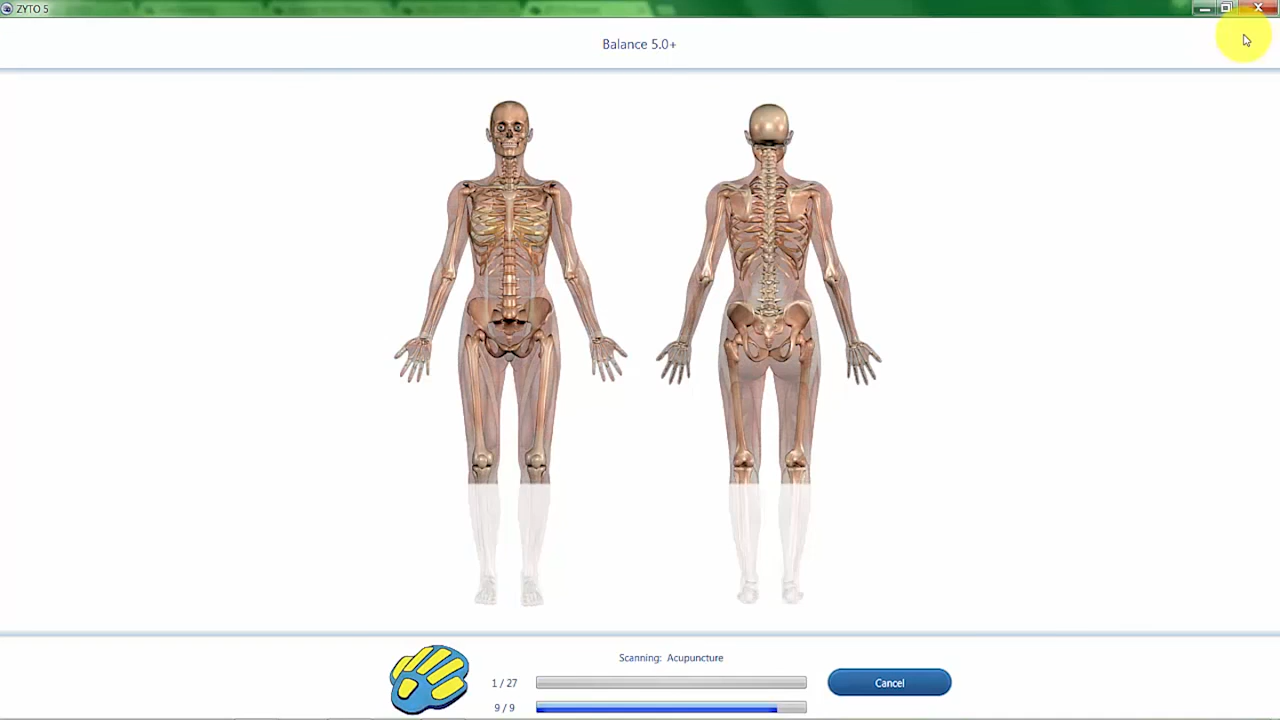 ZYTO 5
Balance 5.0+
Scanning: Acupuncture
1 / 27
Cancel
9 / 9